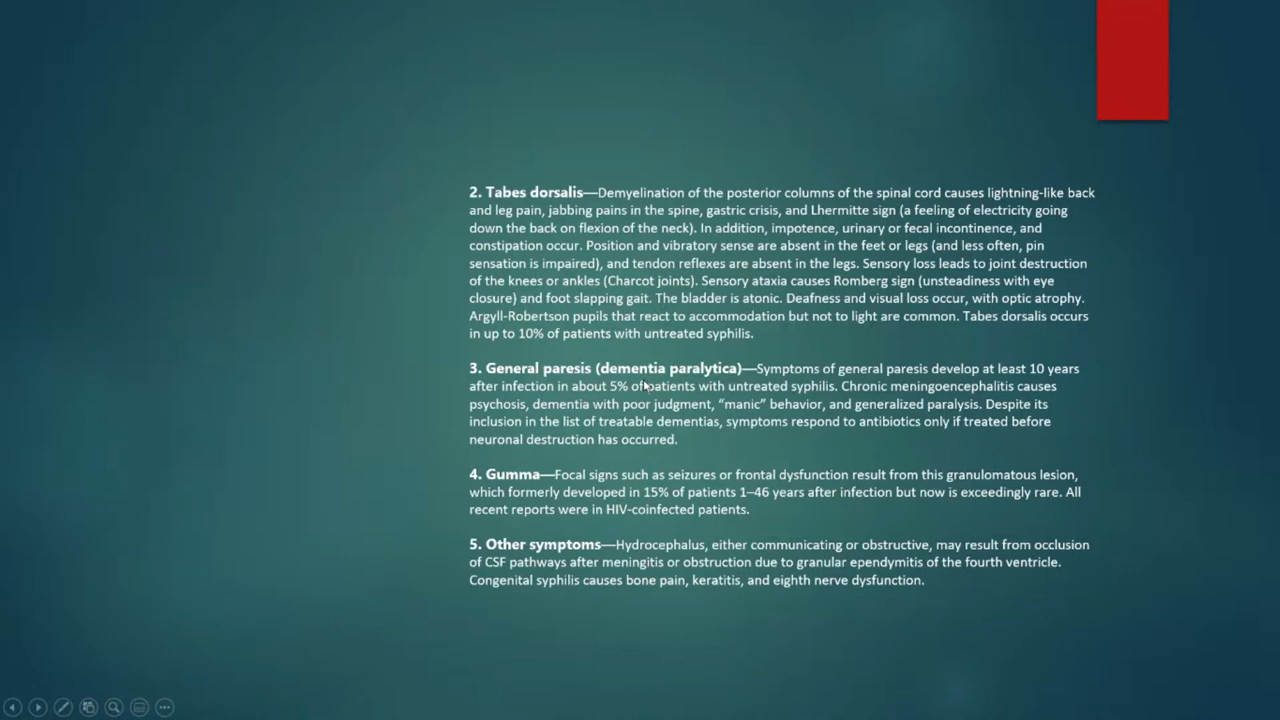 2. Tabes dorsalis—Demyelination of the posterior columns of the spinal cord causes lightning-like back
and leg pain, jabbing pains in the spine, gastric crisis, and Lhermitte sign (a feeling of electricity going
down the back on flexion of the neck). In addition, impotence, urinary or fecal incontinence, and
constipation occur. Position and vibratory sense are absent in the feet or legs (and less often, pin
sensation is impaired), and tendon reflexes are absent in the legs. Sensory loss leads to joint destruction
of the knees or ankles (Charcot joints). Sensory ataxia causes Romberg sign (unsteadiness with eye
closure) and foot slapping gait. The bladder is atonic. Deafness and visual loss occur, with optic atrophy.
Argyll-Robertson pupils that react to accommodation but not to light are common. Tabes dorsalis occurs
in up to 10% of patients with untreated syphilis.
3. General paresis (dementia paralytica)—Symptoms of general paresis develop at least 10 years
after infection in about 5% of patients with untreated syphilis. Chronic meningoencephalitis causes
psychosis, dementia with poor judgment, “manic” behavior, and generalized paralysis. Despite its
inclusion in the list of treatable dementias, symptoms respond to antibiotics only if treated before
neuronal destruction has occurred.
4. Gumma—Focal signs such as seizures or frontal dysfunction result from this granulomatous lesion,
which formerly developed in 15% of patients 1–46 years after infection but now is exceedingly rare. All
recent reports were in HIV-coinfected patients.
5. Other symptoms—Hydrocephalus, either communicating or obstructive, may result from occlusion
of CSF pathways after meningitis or obstruction due to granular ependymitis of the fourth ventricle.
Congenital syphilis causes bone pain, keratitis, and eighth nerve dysfunction.